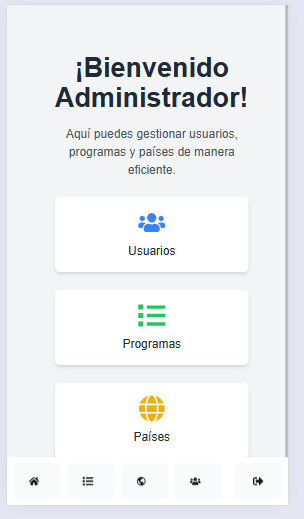 ¡Bienvenido
Administrador!
Aquí puedes gestionar usuarios,
programas y países de manera
eficiente.
Usuarios
Programas
Países